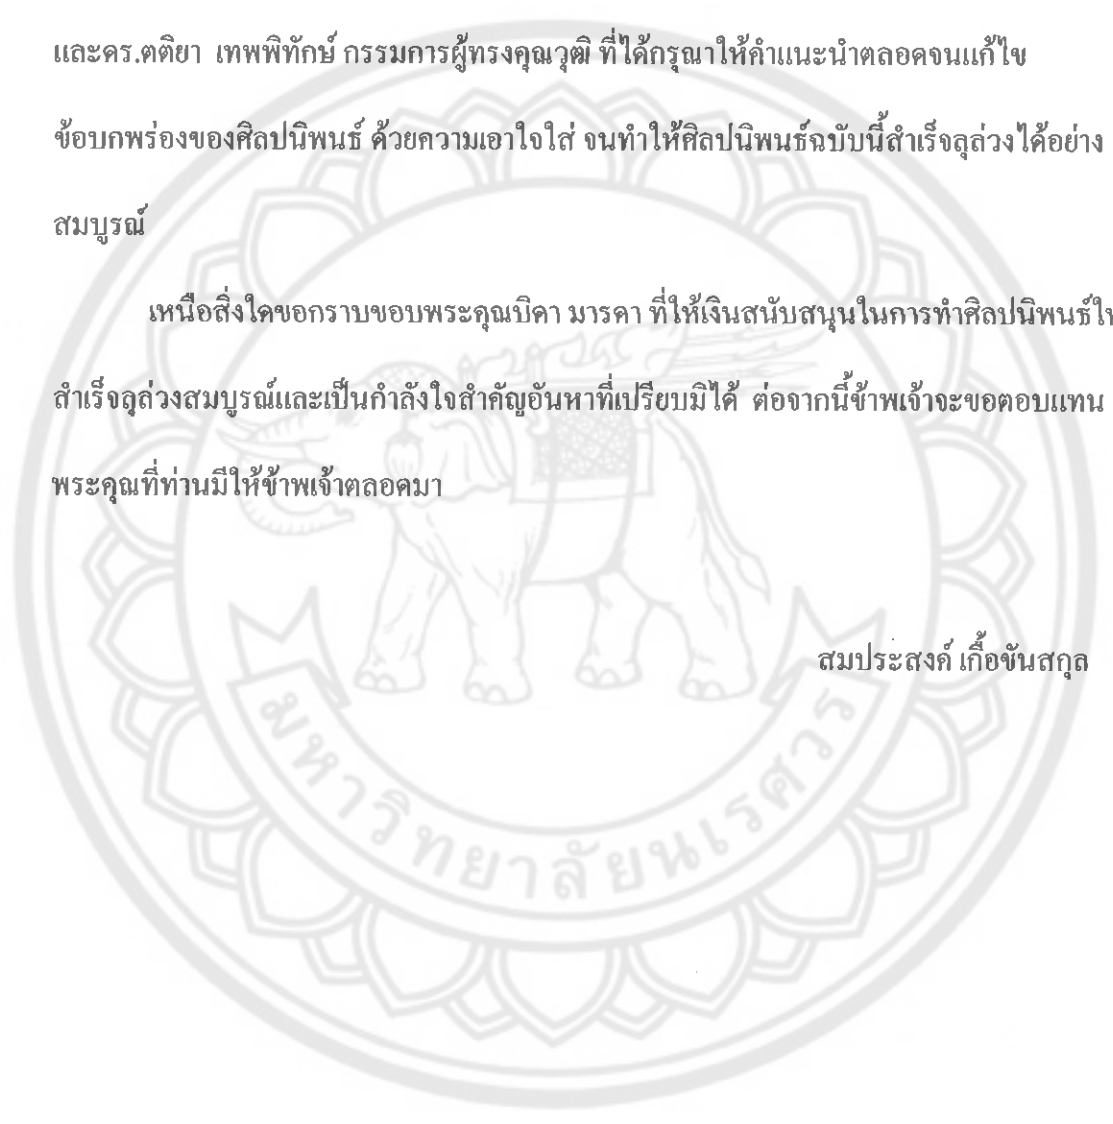 และดร.ตติยา เทพพิทักษ์ กรรมการผู้ทรงคุณวุฒิ ที่ได้กรุณาให้คำแนะนำตลอดจนแก้ไข
ข้อบกพร่องของศิลปนิพนธ์ ด้วยความเอาใจใส่ จนทำให้ศิลปนิพนธ์ฉบับนี้สำเร็จลุล่วงได้อย่าง
สมบูรณ์
เหนือสิ่งใดขอกราบขอบพระคุณบิดา มารดา ที่ให้เงินสนับสนุนในการทำศิลปนิพนธ์
สำเร็จลุล่วงสมบูรณ์และเป็นกำลังใจสำคัญอันหาที่เปรียบมิได้ ต่อจากนี้ข้าพเจ้าจะขอตอบแทน
พระคุณที่ท่านมีให้ข้าพเจ้าตลอดมา
สมประสงค์ เกื้อขันสกุล
มหาวิทยาลัยนเรศวร